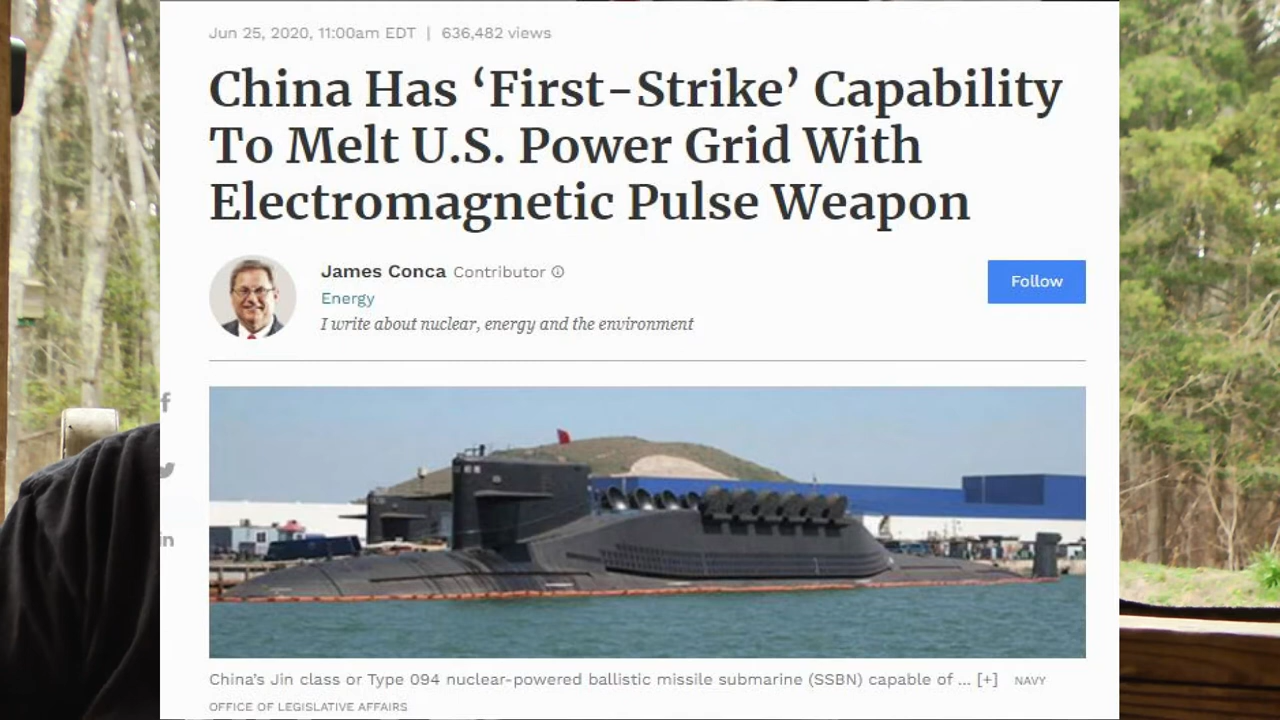 Jun 25, 2020, 11:00am EDT | 636,482 views
China Has ‘First-Strike’ Capability
To Melt U.S. Power Grid With
Electromagnetic Pulse Weapon
James Conca Contributor
Energy
I write about nuclear, energy and the environment
Follow
f
in
China’s Jin class or Type 094 nuclear-powered ballistic missile submarine (SSBN) capable of ... [+] NAVY
OFFICE OF LEGISLATIVE AFFAIRS